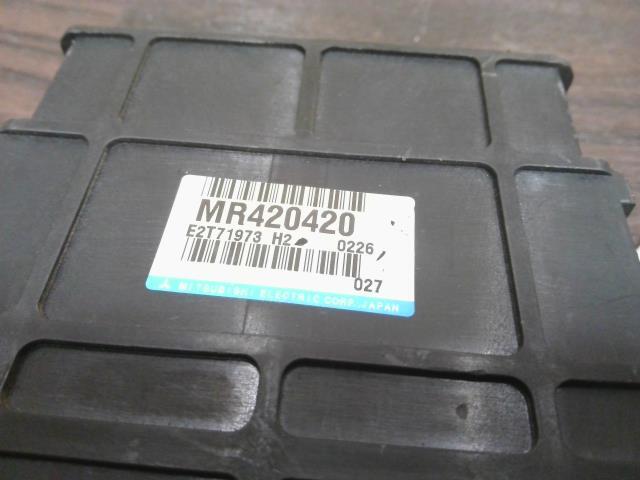 MR420420
E2T71973 H2 0226
027
MITSUBISHI ELECTRIC CORP. JAPAN